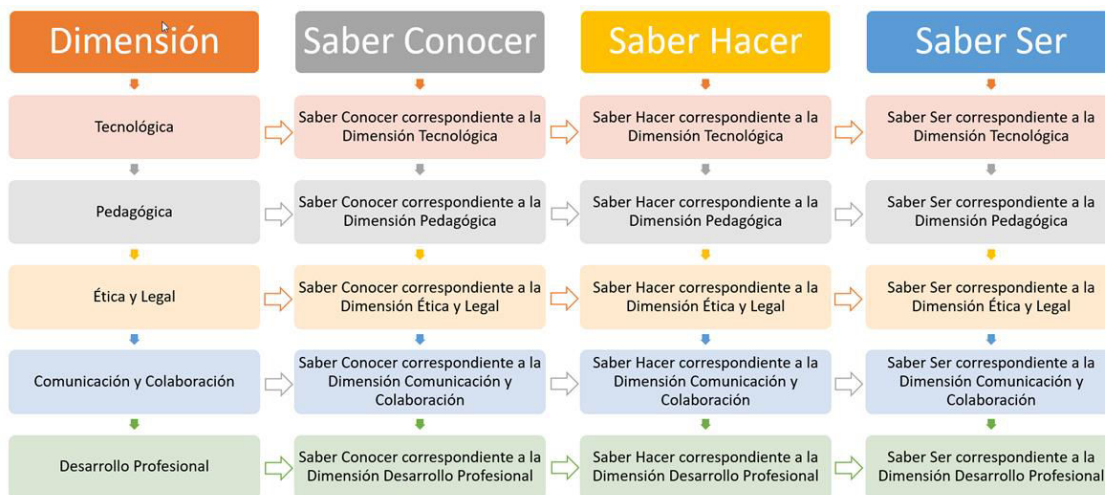 Dimensión
Saber Conocer
Saber Hacer
Saber Ser
Tecnológica
Saber Conocer correspondiente a la
Dimensión Tecnológica
Saber Hacer correspondiente a la
Dimensión Tecnológica
Saber Ser correspondiente a la
Dimensión Tecnológica
Pedagógica
Saber Conocer correspondiente a la
Dimensión Pedagógica
Saber Hacer correspondiente a la
Dimensión Pedagógica
Saber Ser correspondiente a la
Dimensión Pedagógica
Ética y Legal
Saber Conocer correspondiente a la
Dimensión Ética y Legal
Saber Hacer correspondiente a la
Dimensión Ética y Legal
Saber Ser correspondiente a la
Dimensión Ética y Legal
Comunicación y Colaboración
Saber Conocer correspondiente a la
Dimensión Comunicación y
Colaboración
Saber Hacer correspondiente a la
Dimensión Comunicación y
Colaboración
Saber Ser correspondiente a la
Dimensión Comunicación y
Colaboración
Desarrollo Profesional
Saber Conocer correspondiente a la
Dimensión Desarrollo Profesional
Saber Hacer correspondiente a la
Dimensión Desarrollo Profesional
Saber Ser correspondiente a la
Dimensión Desarrollo Profesional